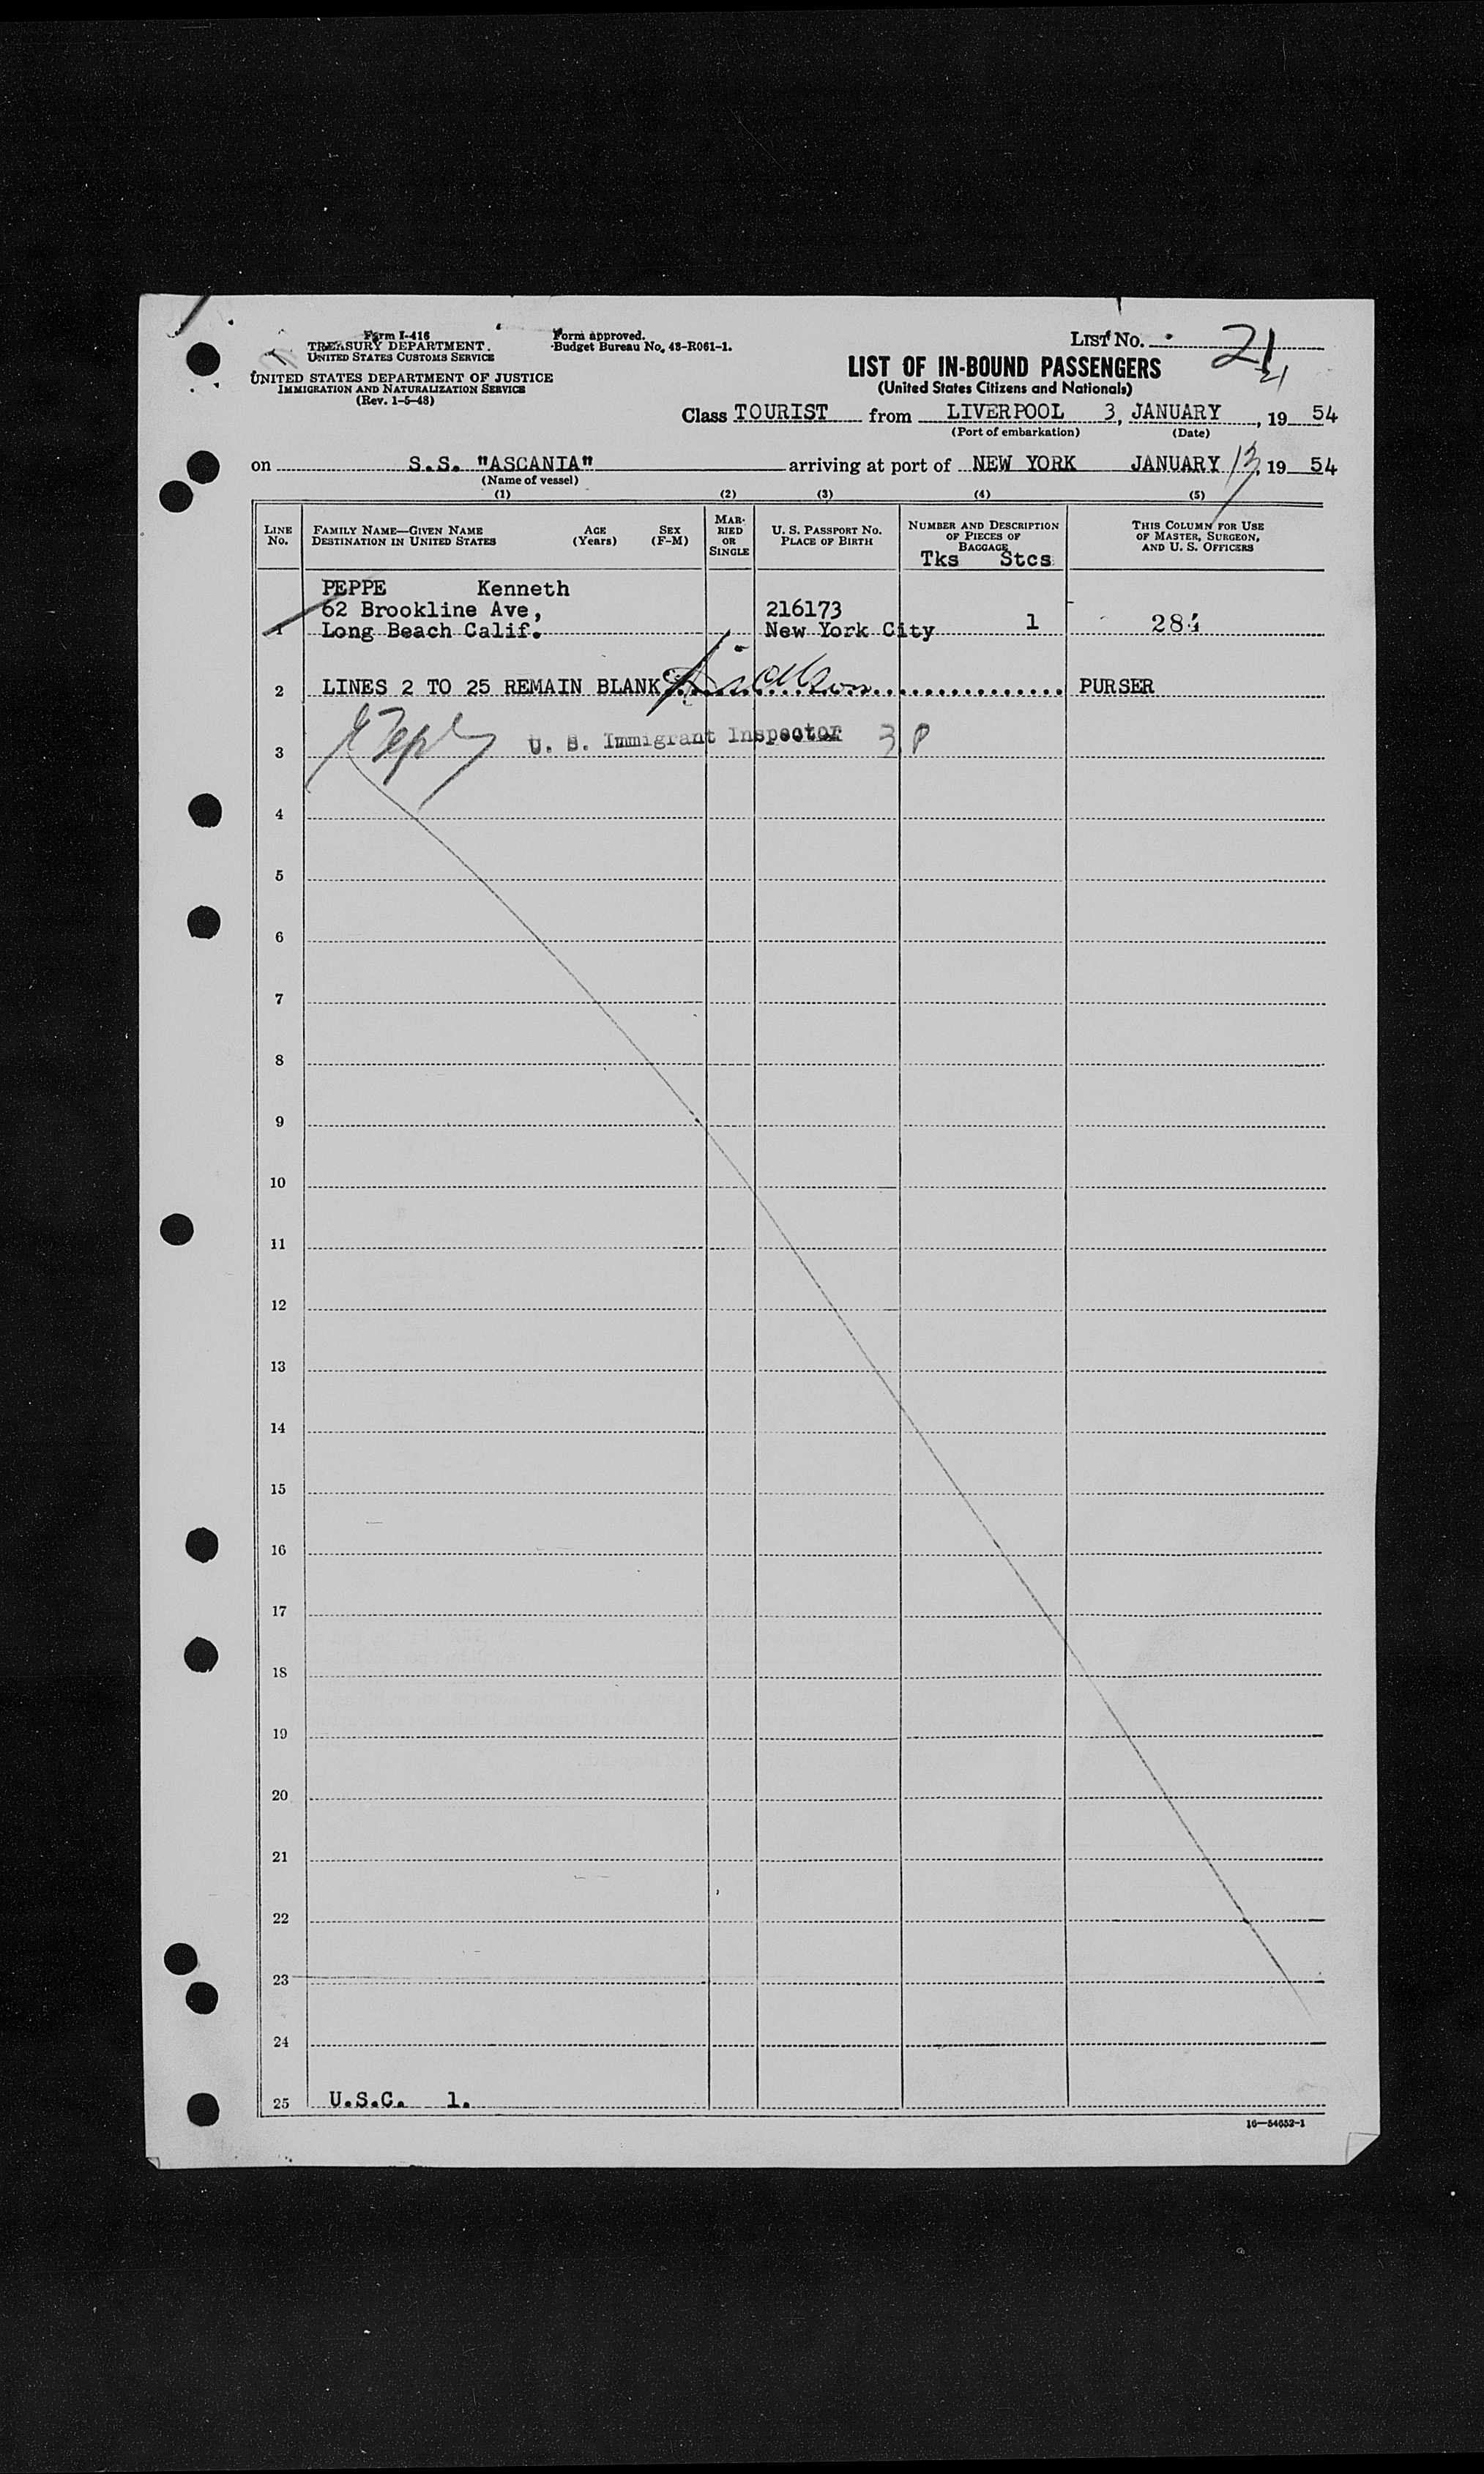 Form I-416
TREASURY DEPARTMENT
UNITED STATES CUSTOMS SERVICE
UNITED STATES DEPARTMENT OF JUSTICE
IMMIGRATION AND NATURALIZATION SERVICE
(Rev. 1-5-48)
Form approved.
Budget Bureau No. 43-R061-1.
LIST No. 21
21
LIST OF IN-BOUND PASSENGERS
(United States Citizens and Nationals)
Class TOURIST from LIVERPOOL 3, JANUARY, 19 54
(Port of embarkation) (Date)
on S.S. "ASCANIA" arriving at port of NEW YORK JANUARY 13, 19 54
(Name of vessel)
(1) (2) (3) (4) (5)
LINE No. FAMILY NAME—GIVEN NAME DESTINATION IN UNITED STATES AGE (Years) SEX (F-M) MARRIED OR SINGLE U. S. PASSPORT NO. PLACE OF BIRTH NUMBER AND DESCRIPTION OF PIECES OF BAGGAGE THIS COLUMN FOR USE OF MASTER, SURGEON, AND U. S. OFFICERS
Tks Stcs
PEPPE Kenneth
62 Brookline Ave, 216173
1 Long Beach Calif. New York City 1 284
2 LINES 2 TO 25 REMAIN BLANK PURSER
3 U. S. Immigrant Inspector 3 P
4
5
6
7
8
9
10
11
12
13
14
15
16
17
18
19
20
21
22
23
24
25 U.S.C. 1.
16—54652-1